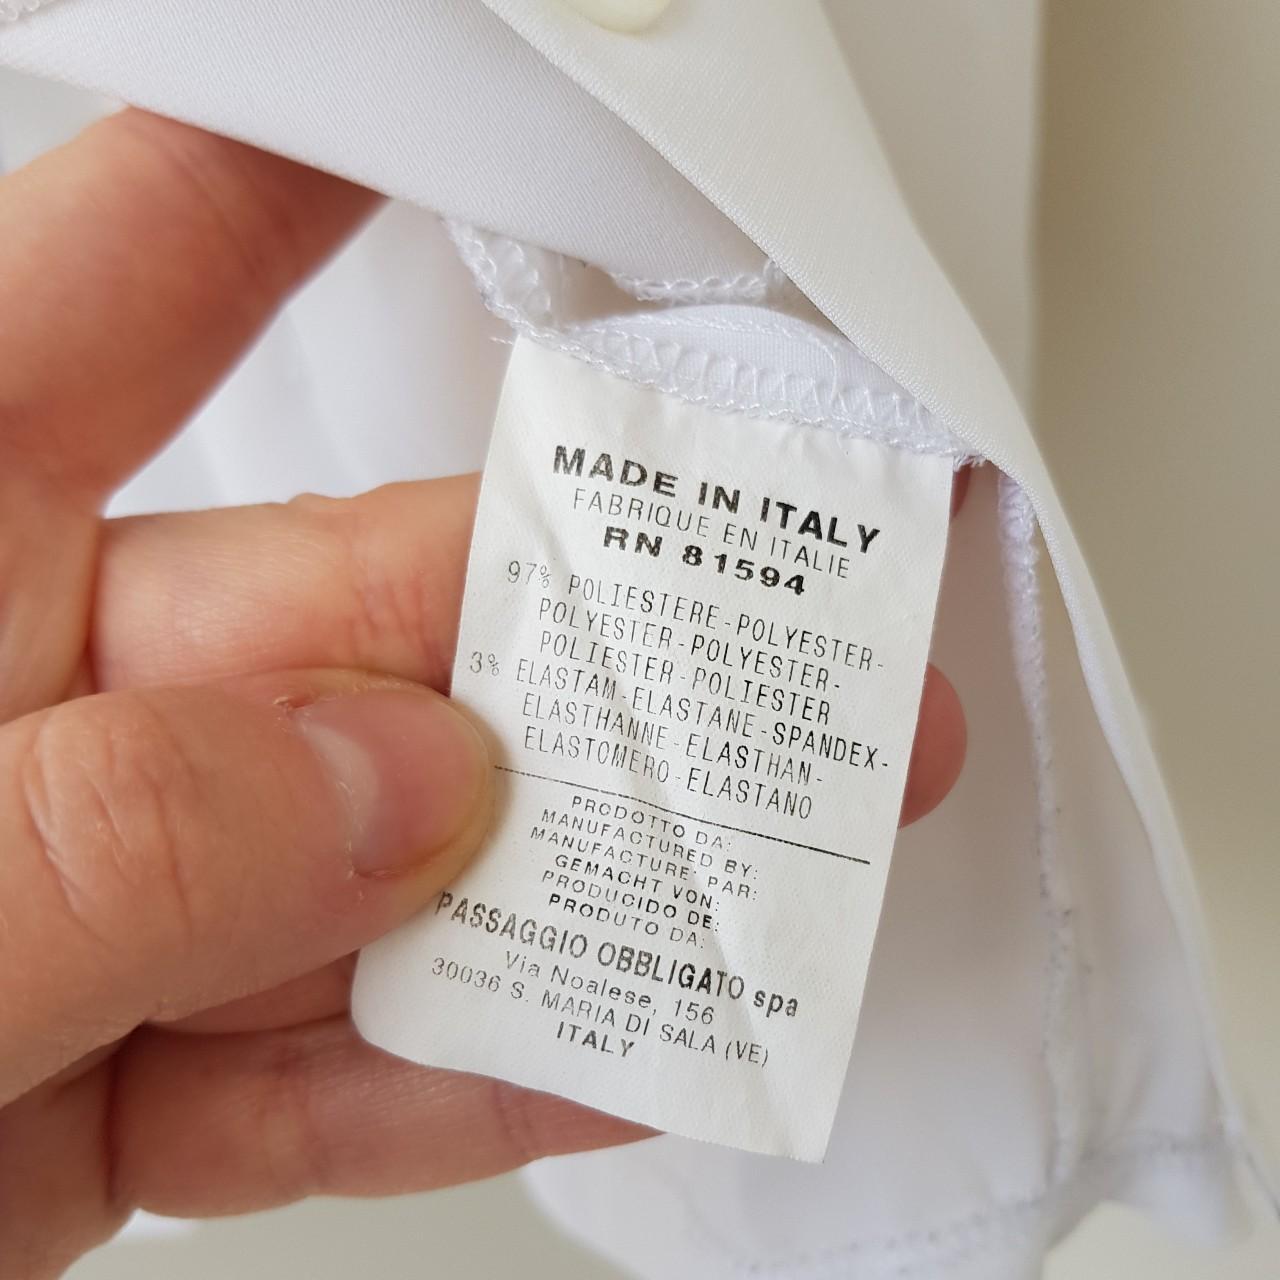 MADE IN ITALY
FABRIQUE EN ITALIE
RN 81594
97% POLIESTERE-POLYESTER-
POLYESTER-POLYESTER-
POLIESTER-POLIESTER
3% ELASTAM-ELASTANE-SPANDEX-
ELASTHANNE-ELASTHAN-
ELASTOMERO-ELASTANO
PRODOTTO DA:
MANUFACTURED BY:
MANUFACTURE PAR:
GEMACHT VON:
PRODUCIDO DE:
PRODUTO DA:
PASSAGGIO OBBLIGATO spa
Via Noalese, 156
30036 S. MARIA DI SALA (VE)
ITALY